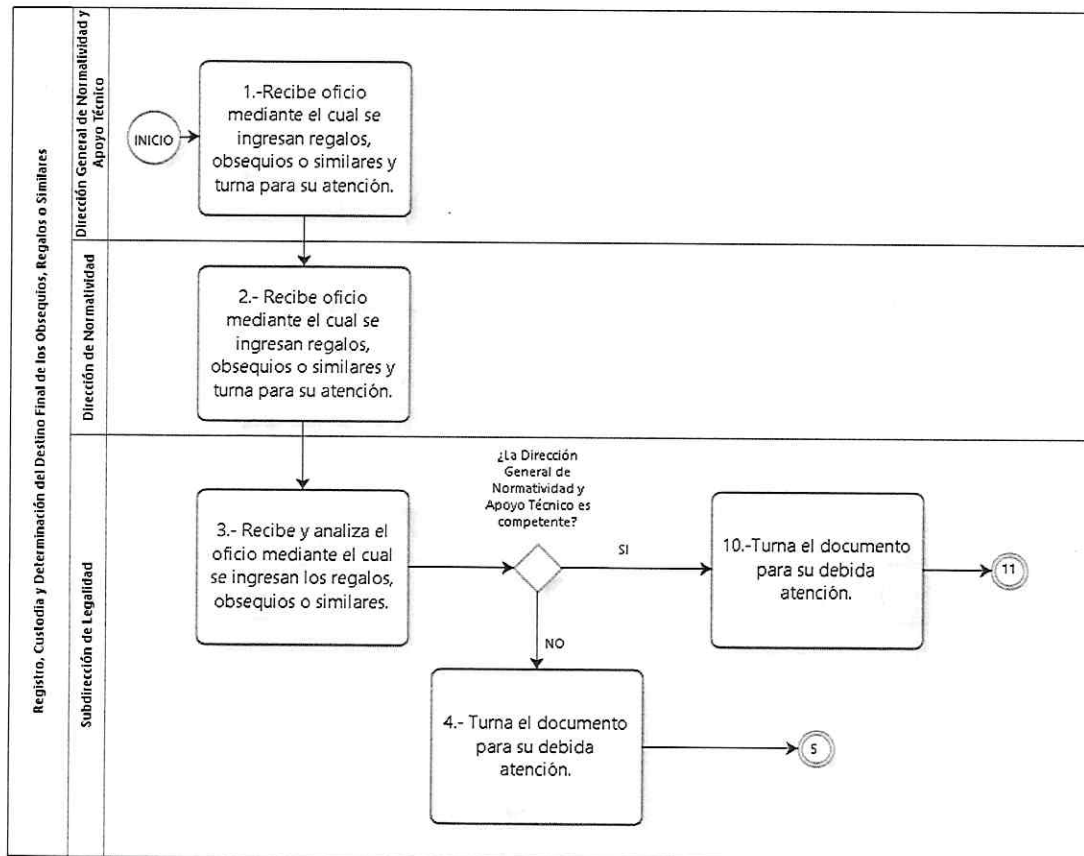 Registro, Custodia y Determinación del Destino Final de los Obsequios, Regalos o Similares
Dirección General de Normatividad y
Apoyo Técnico
INICIO
1.-Recibe oficio
mediante el cual se
ingresan regalos,
obsequios o similares y
turna para su atención.
Dirección de Normatividad
2.- Recibe oficio
mediante el cual se
ingresan regalos,
obsequios o similares y
turna para su atención.
Subdirección de Legalidad
3.- Recibe y analiza el
oficio mediante el cual
se ingresan los regalos,
obsequios o similares.
¿La Dirección
General de
Normatividad y
Apoyo Técnico es
competente?
SI
10.-Turna el documento
para su debida
atención.
11
NO
4.- Turna el documento
para su debida
atención.
5